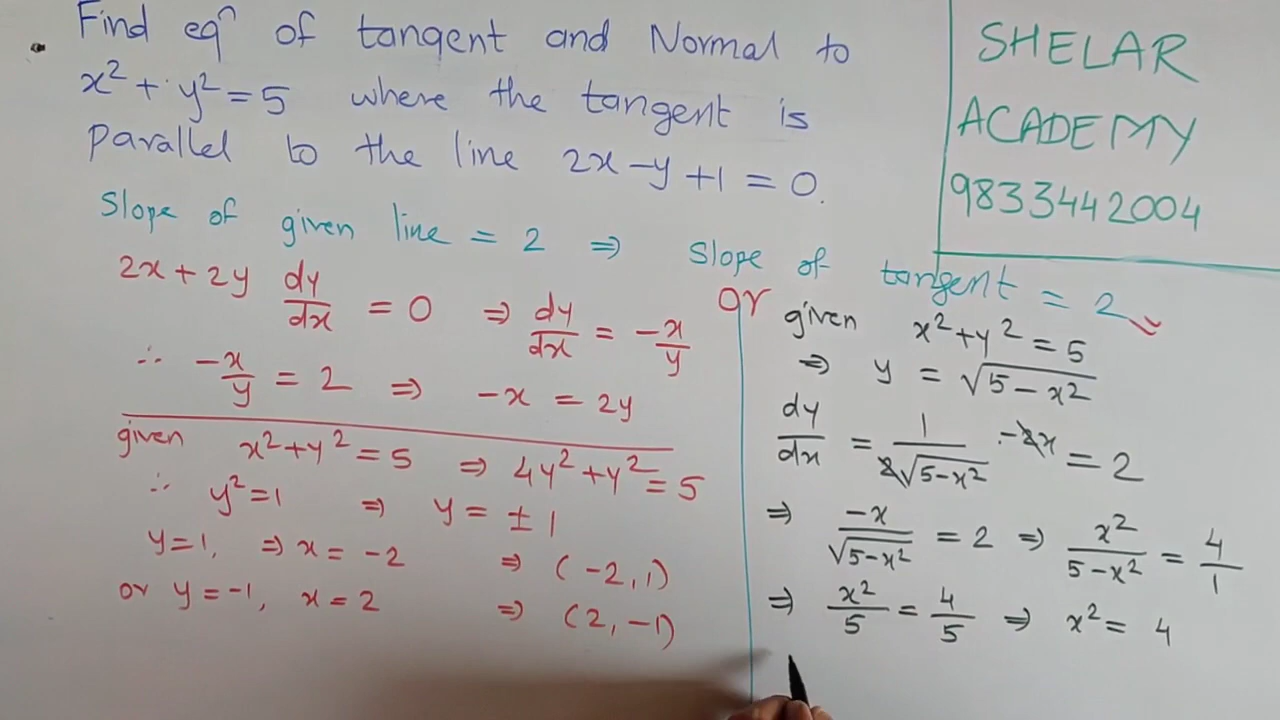 Find eqⁿ of tangent and Normal to
x² + y² = 5 where the tangent is
parallel to the line 2x - y + 1 = 0.
SHELAR
ACADEMY
9833442004
Slope of given line = 2 ⇒ Slope of tangent = 2
2x + 2y dy/dx = 0 ⇒ dy/dx = -x/y
∴ -x/y = 2 ⇒ -x = 2y
given x² + y² = 5 ⇒ 4y² + y² = 5
∴ y² = 1 ⇒ y = ± 1
y = 1, ⇒ x = -2 ⇒ (-2, 1)
or y = -1, x = 2 ⇒ (2, -1)
or
given x² + y² = 5
⇒ y = √(5 - x²)
dy/dx = 1/(2√(5-x²)) · -2x = 2
⇒ -x/√(5-x²) = 2 ⇒ x²/(5-x²) = 4/1
⇒ x²/5 = 4/5 ⇒ x² = 4